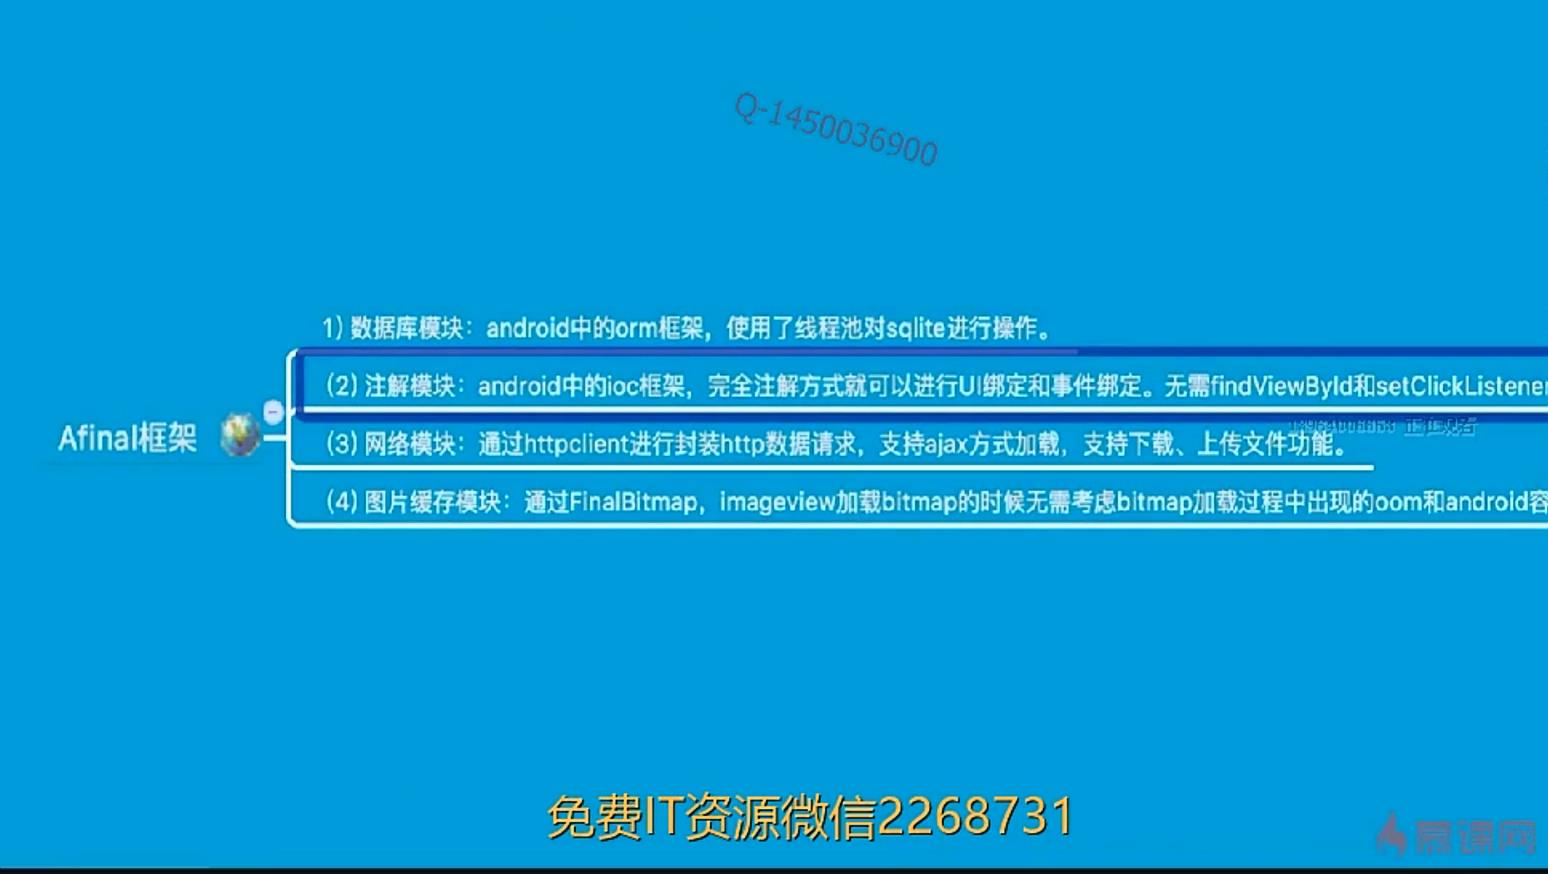 Q-1450036900
1) 数据库模块：android中的orm框架，使用了线程池对sqlite进行操作。
(2) 注解模块：android中的ioc框架，完全注解方式就可以进行UI绑定和事件绑定。无需findViewById和setClickListener
Afinal框架
正在观看
(3) 网络模块：通过httpclient进行封装http数据请求，支持ajax方式加载，支持下载、上传文件功能。
(4) 图片缓存模块：通过FinalBitmap，imageview加载bitmap的时候无需考虑bitmap加载过程中出现的oom和android容
免费IT资源微信2268731
慕课网